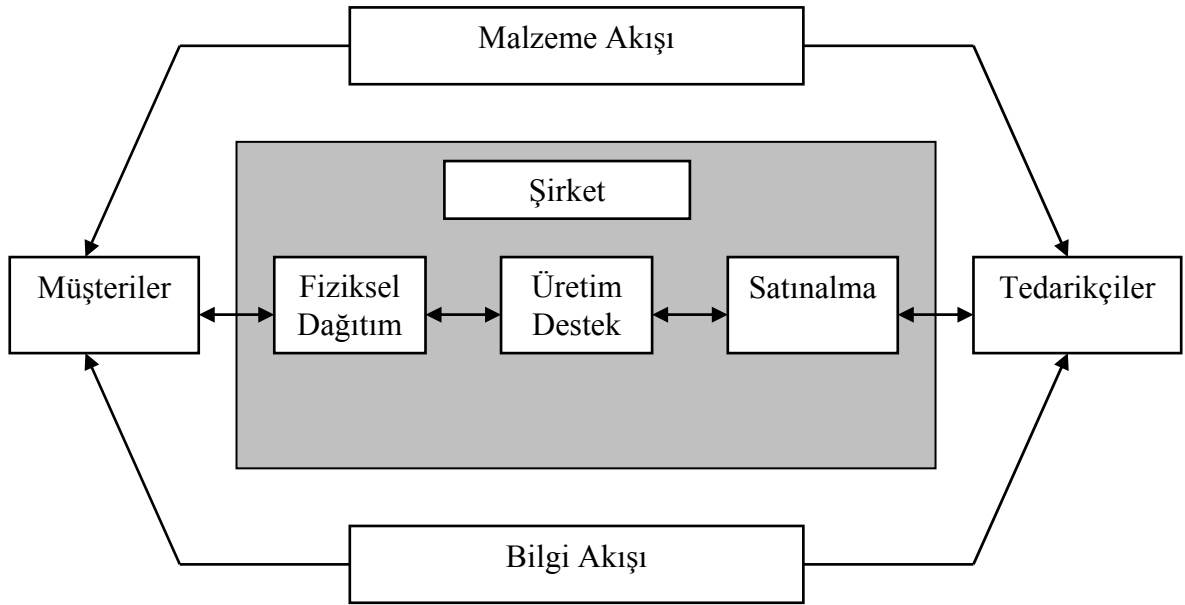 Malzeme Akışı
Şirket
Müşteriler
Fiziksel
Dağıtım
Üretim
Destek
Satınalma
Tedarikçiler
Bilgi Akışı